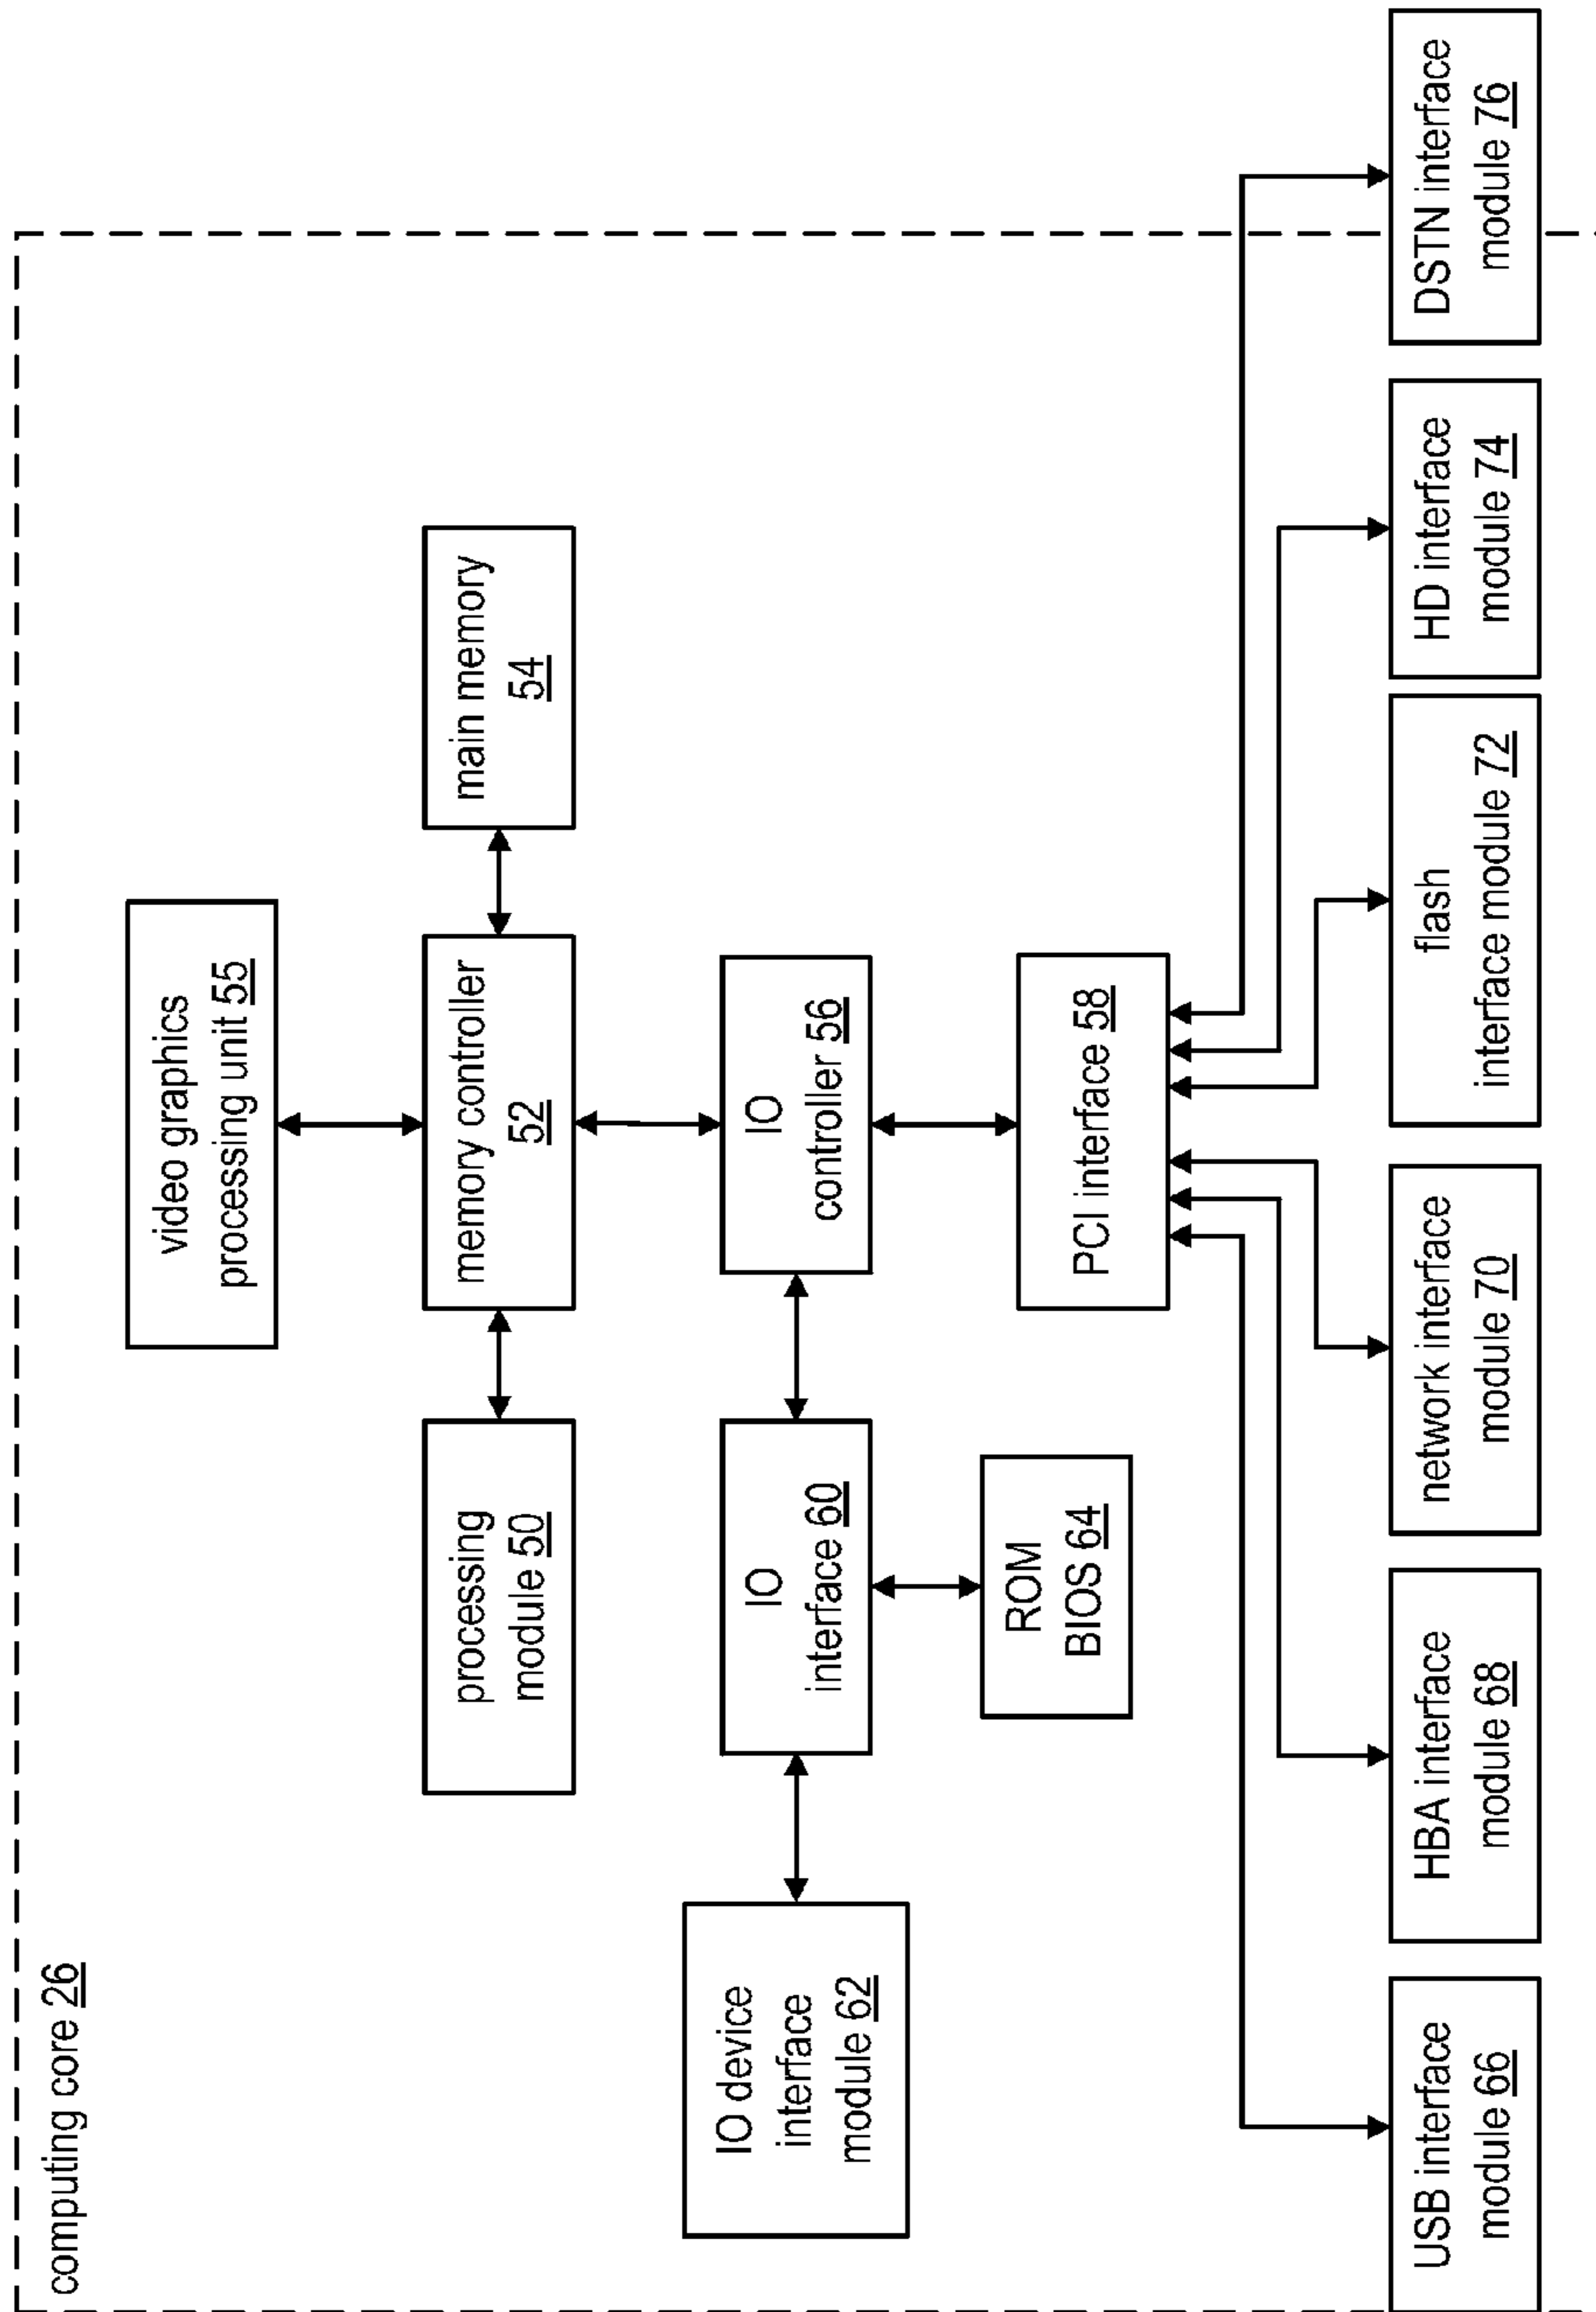 computing core 26
video graphics
processing unit 55
processing
module 50
memory controller
52
main memory
54
IO device
interface
module 62
IO
interface 60
IO
controller 56
ROM
BIOS 64
PCI interface 58
USB interface
module 66
HBA interface
module 68
network interface
module 70
flash
interface module 72
HD interface
module 74
DSTN interface
module 76